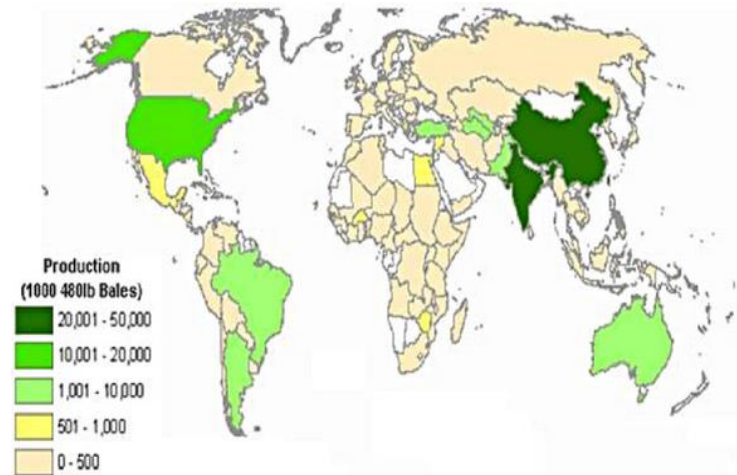 Production
(1000 480lb Bales)
20,001 - 50,000
10,001 - 20,000
1,001 - 10,000
501 - 1,000
0 - 500